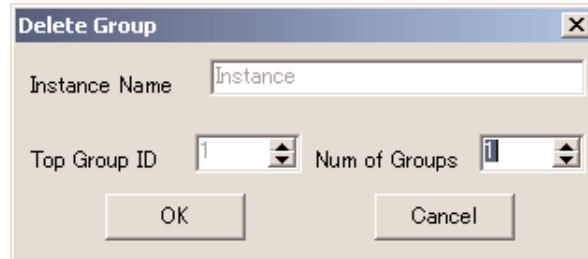 Delete Group
Instance Name Instance
Top Group ID 1 Num of Groups 1
OK Cancel